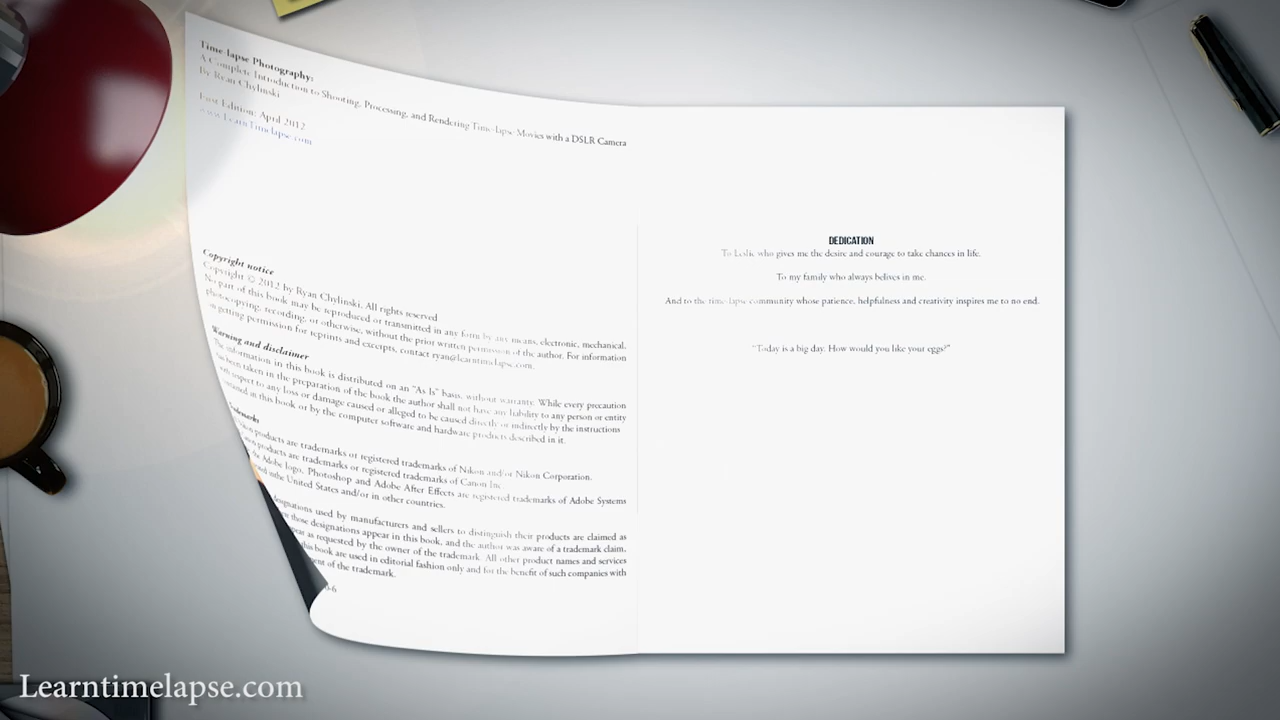 Time-lapse Photography:
A Complete Introduction to Shooting, Processing, and Rendering Time-lapse Movies with a DSLR Camera
By Ryan Chylinski
First Edition: April 2012
www.LearnTimelapse.com
Copyright notice
Copyright © 2012 by Ryan Chylinski. All rights reserved
No part of this book may be reproduced or transmitted in any form by any means, electronic, mechanical,
photocopying, recording, or otherwise, without the prior written permission of the author. For information
on getting permission for reprints and excerpts, contact ryan@learntimelapse.com.
Warning and disclaimer
The information in this book is distributed on an "As Is" basis, without warranty. While every precaution
has been taken in the preparation of the book the author shall not have any liability to any person or entity
with respect to any loss or damage caused or alleged to be caused directly or indirectly by the instructions
in this book or by the computer software and hardware products described in it.
products are trademarks or registered trademarks of Nikon and/or Nikon Corporation.
products are trademarks or registered trademarks of Canon Inc
the Adobe logo, Photoshop and Adobe After Effects are registered trademarks of Adobe Systems
the United States and/or in other countries.
used by manufacturers and sellers to distinguish their products are claimed as
those designations appear in this book, and the author was aware of a trademark claim,
as requested by the owner of the trademark. All other product names and services
this book are used in editorial fashion only and for the benefit of such companies with
of the trademark.
DEDICATION
To Leslie who gives me the desire and courage to take chances in life.
To my family who always belives in me.
And to the time-lapse community whose patience, helpfulness and creativity inspires me to no end.
"Today is a big day. How would you like your eggs?"
Learntimelapse.com